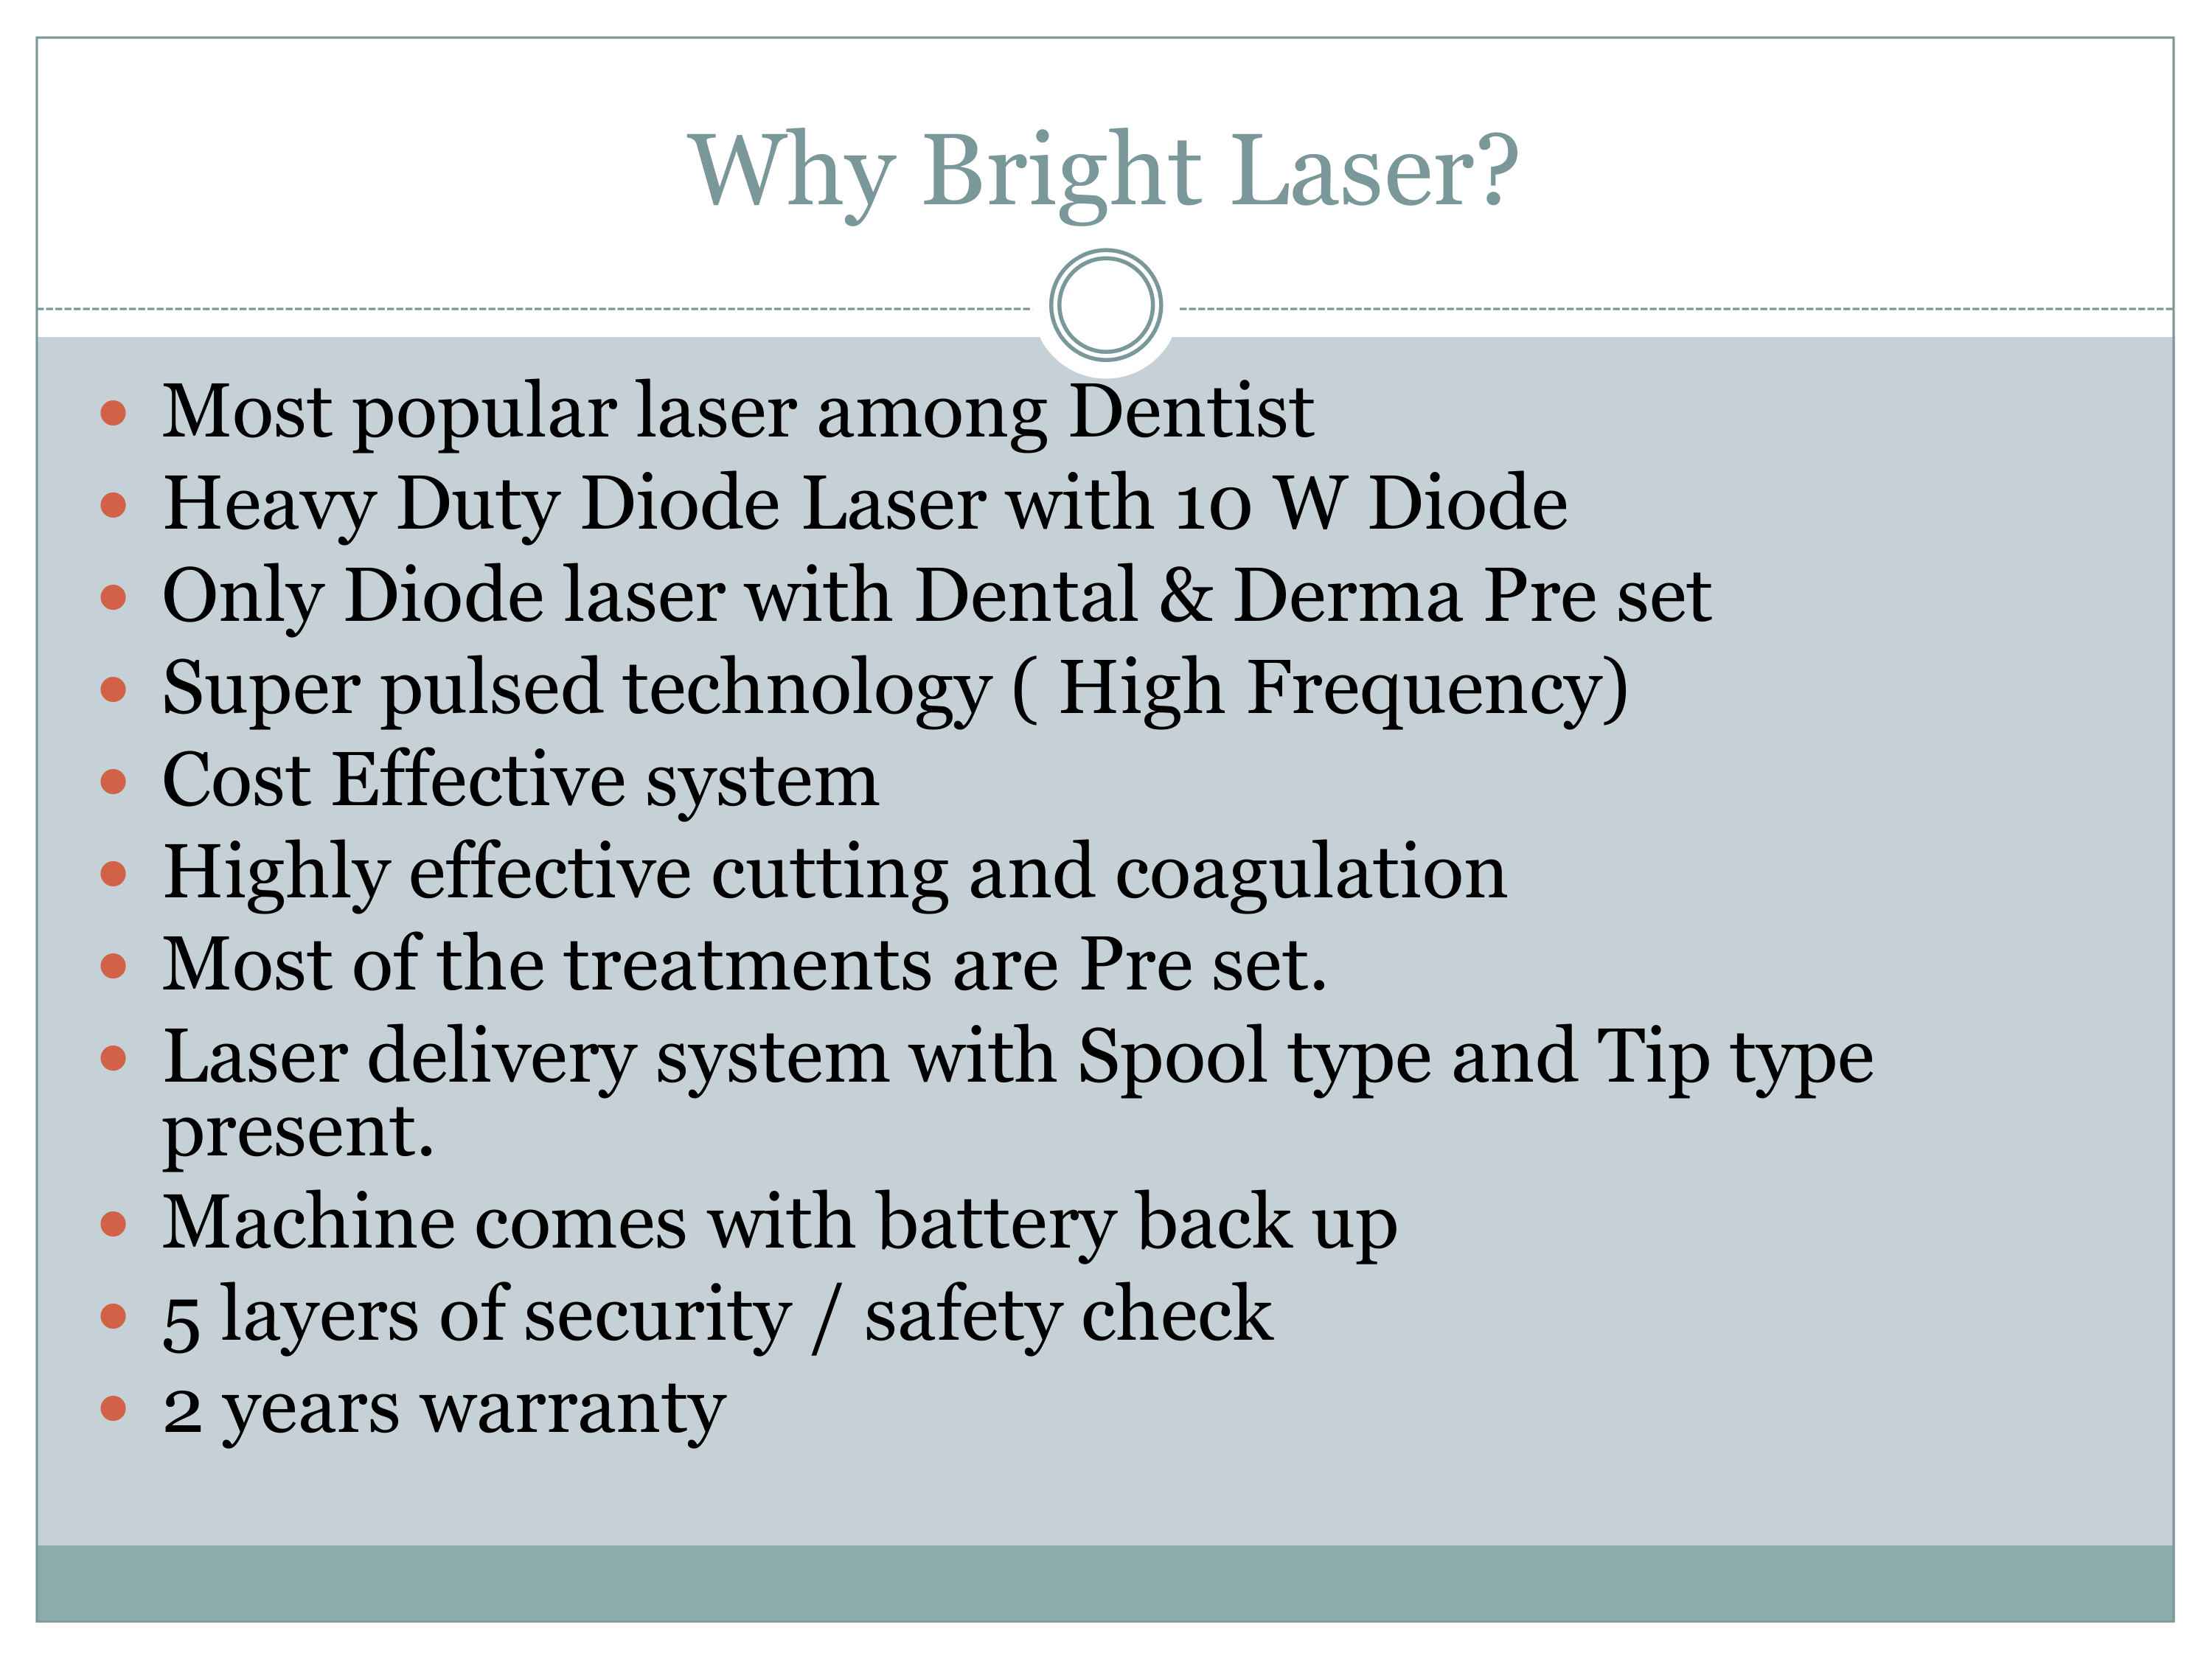 Why Bright Laser?
• Most popular laser among Dentist
• Heavy Duty Diode Laser with 10 W Diode
• Only Diode laser with Dental & Derma Pre set
• Super pulsed technology ( High Frequency)
• Cost Effective system
• Highly effective cutting and coagulation
• Most of the treatments are Pre set.
• Laser delivery system with Spool type and Tip type
present.
• Machine comes with battery back up
• 5 layers of security / safety check
• 2 years warranty